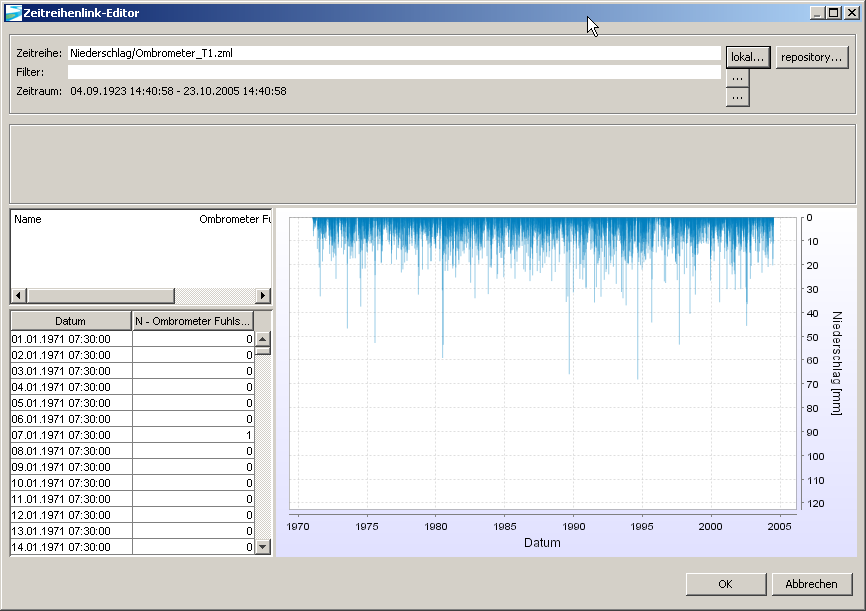 Zeitreihenlink-Editor
Zeitreihe: Niederschlag/Ombrometer_T1.zml lokal... repository...
Filter: ...
Zeitraum: 04.09.1923 14:40:58 - 23.10.2005 14:40:58 ...
Name Ombrometer Fu
Datum N - Ombrometer Fuhls...
01.01.1971 07:30:00 0
02.01.1971 07:30:00 0
03.01.1971 07:30:00 0
04.01.1971 07:30:00 0
05.01.1971 07:30:00 0
06.01.1971 07:30:00 0
07.01.1971 07:30:00 1
08.01.1971 07:30:00 0
09.01.1971 07:30:00 0
10.01.1971 07:30:00 0
11.01.1971 07:30:00 0
12.01.1971 07:30:00 0
13.01.1971 07:30:00 0
14.01.1971 07:30:00 0
0
10
20
30
40
50
60
70
80
90
100
110
120
Niederschlag [mm]
1970 1975 1980 1985 1990 1995 2000 2005
Datum
OK Abbrechen